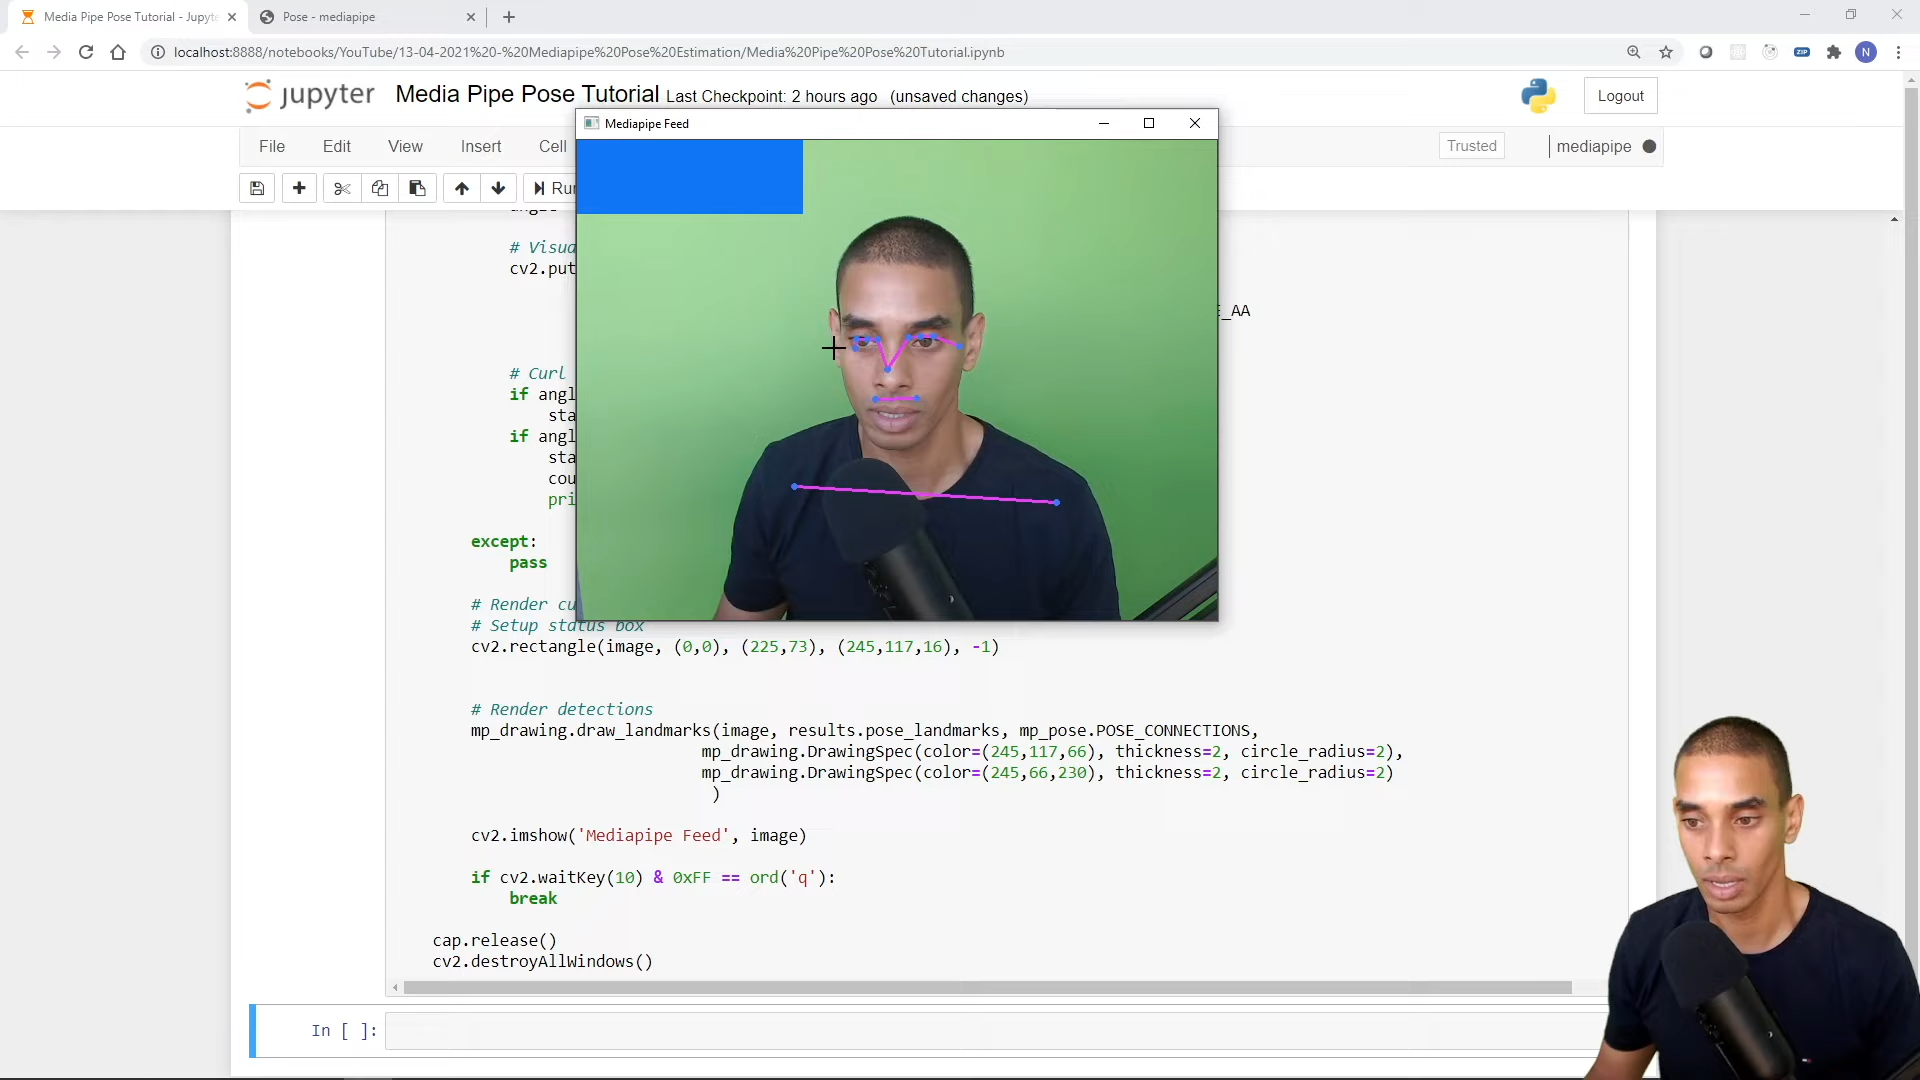 Media Pipe Pose Tutorial - Jupyte
Pose - mediapipe
localhost:8888/notebooks/YouTube/13-04-2021%20-%20Mediapipe%20Pose%20Estimation/Media%20Pipe%20Pose%20Tutorial.ipynb
ZIP
N
jupyter Media Pipe Pose Tutorial Last Checkpoint: 2 hours ago (unsaved changes)
Logout
Mediapipe Feed
File Edit View Insert Cell
Trusted
mediapipe
Run
# Visua
cv2.put
E_AA
# Curl
if angl
sta
if angl
sta
cou
pri
except:
pass
# Render cu
# Setup status box
cv2.rectangle(image, (0,0), (225,73), (245,117,16), -1)
# Render detections
mp_drawing.draw_landmarks(image, results.pose_landmarks, mp_pose.POSE_CONNECTIONS,
mp_drawing.DrawingSpec(color=(245,117,66), thickness=2, circle_radius=2),
mp_drawing.DrawingSpec(color=(245,66,230), thickness=2, circle_radius=2)
)
cv2.imshow('Mediapipe Feed', image)
if cv2.waitKey(10) & 0xFF == ord('q'):
break
cap.release()
cv2.destroyAllWindows()
In [ ]: